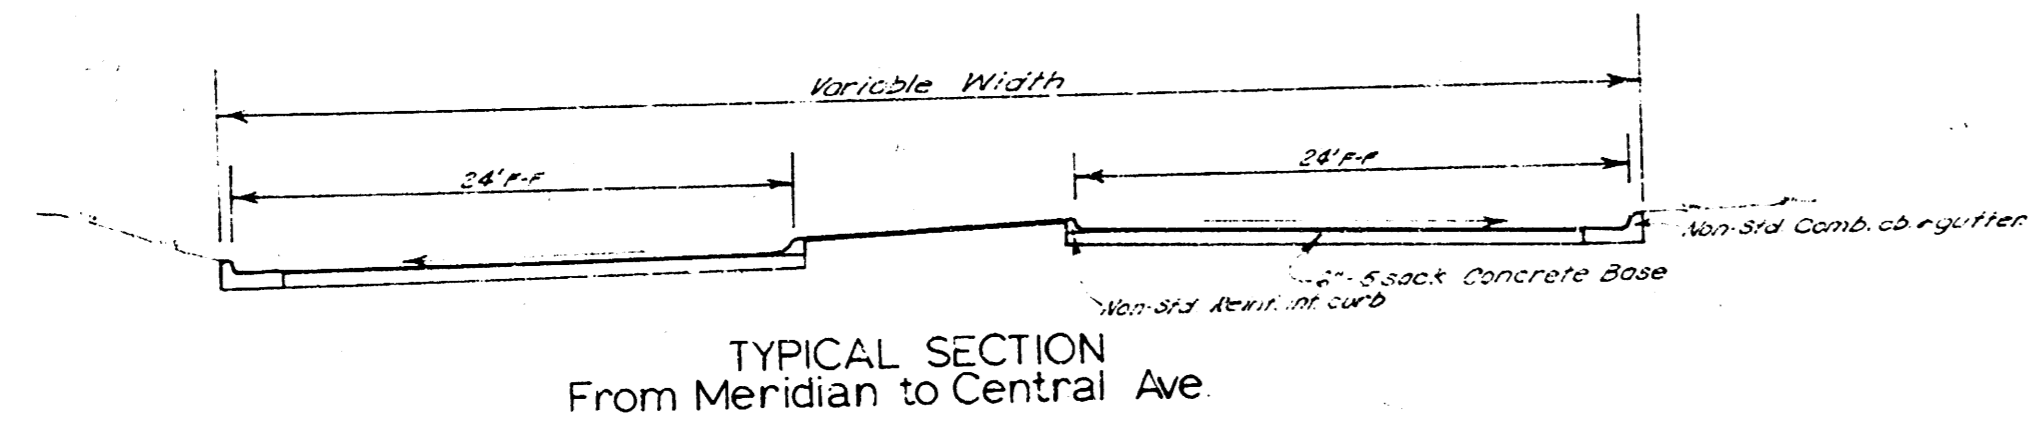 Variable Width
24' F-F
24' F-F
Non-Std Comb. cb. & gutter.
6"-5 sack Concrete Base
Non-Std Reinf. int. curb
TYPICAL SECTION
From Meridian to Central Ave.